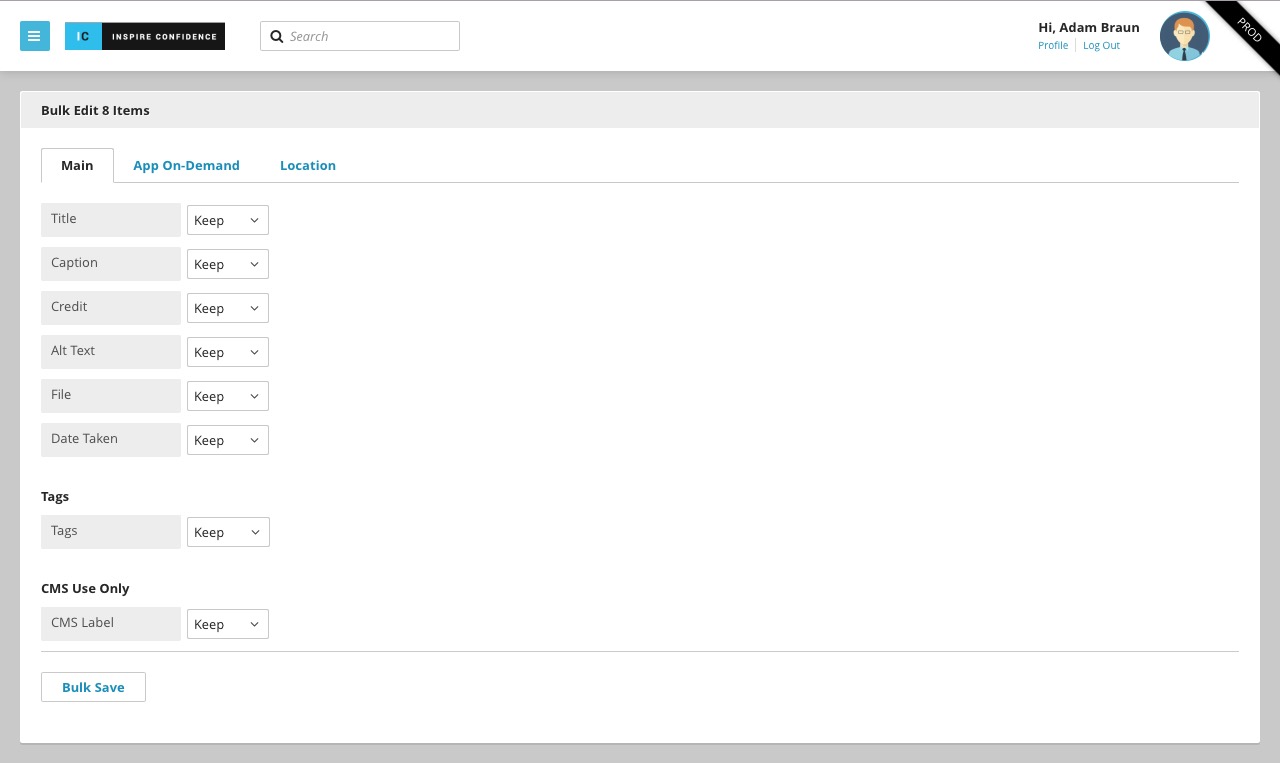 IC INSPIRE CONFIDENCE
Search
Hi, Adam Braun
Profile Log Out
PROD
Bulk Edit 8 Items
Main App On-Demand Location
Title Keep
Caption Keep
Credit Keep
Alt Text Keep
File Keep
Date Taken Keep
Tags
Tags Keep
CMS Use Only
CMS Label Keep
Bulk Save